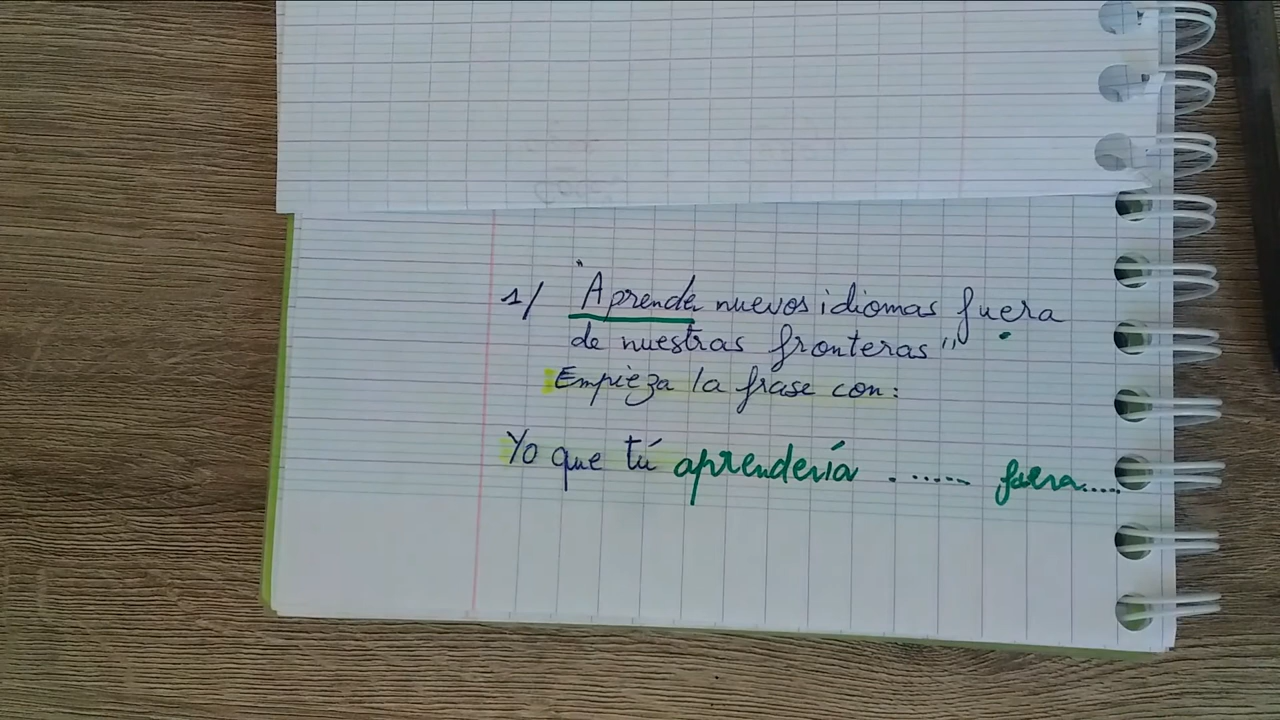 1/ "Aprende nuevos idiomas fuera
de nuestras fronteras"
Empieza la frase con:
Yo que tú aprendería ....... fuera.....